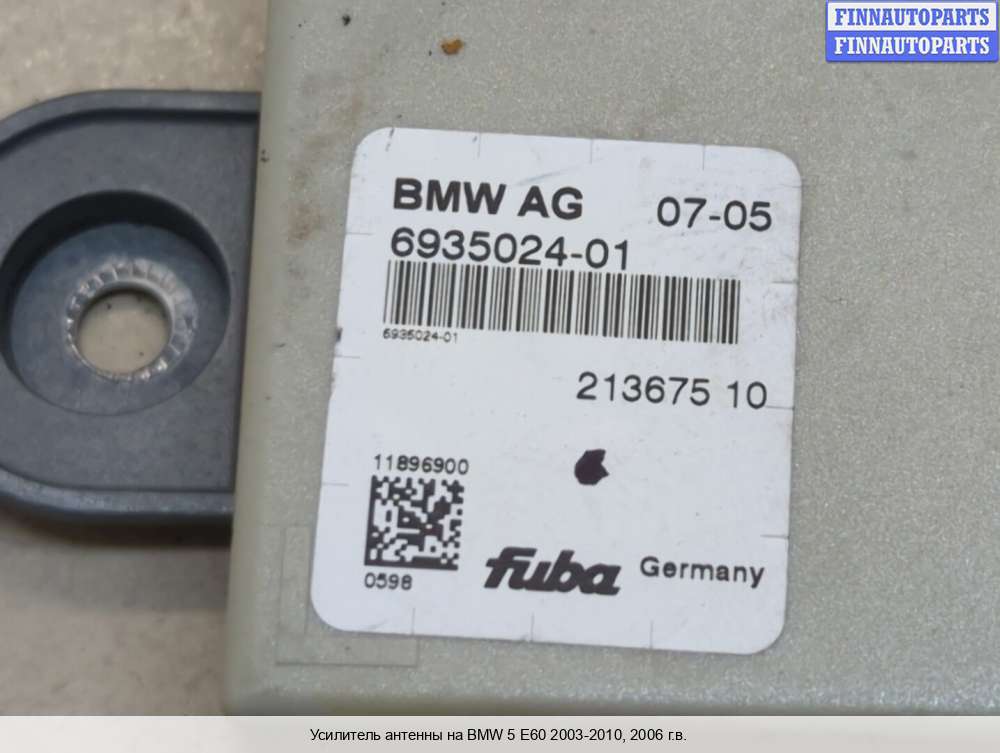 FINNAUTOPARTS
FINNAUTOPARTS
BMW AG 07-05
6935024-01
6935024-01
213675 10
11896900
0598
fuba Germany
Усилитель антенны на BMW 5 E60 2003-2010, 2006 г.в.